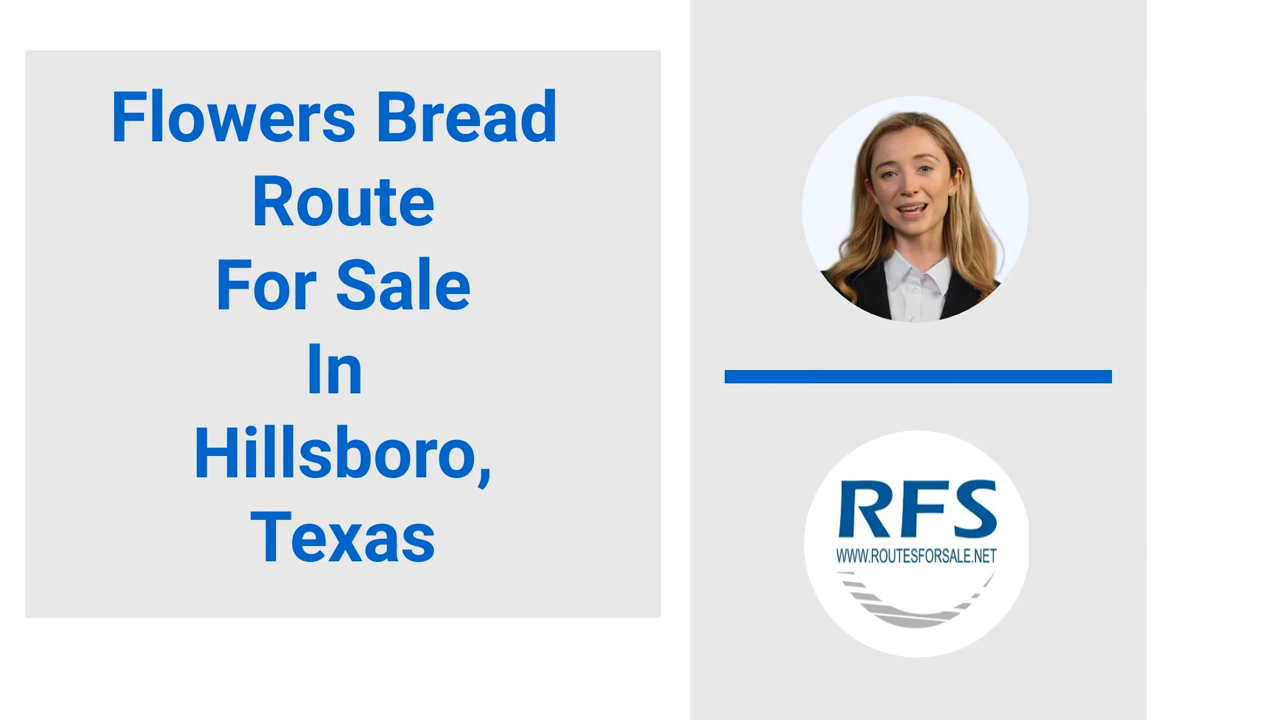 Flowers Bread
Route
For Sale
In
Hillsboro,
Texas
RFS
WWW.ROUTESFORSALE.NET